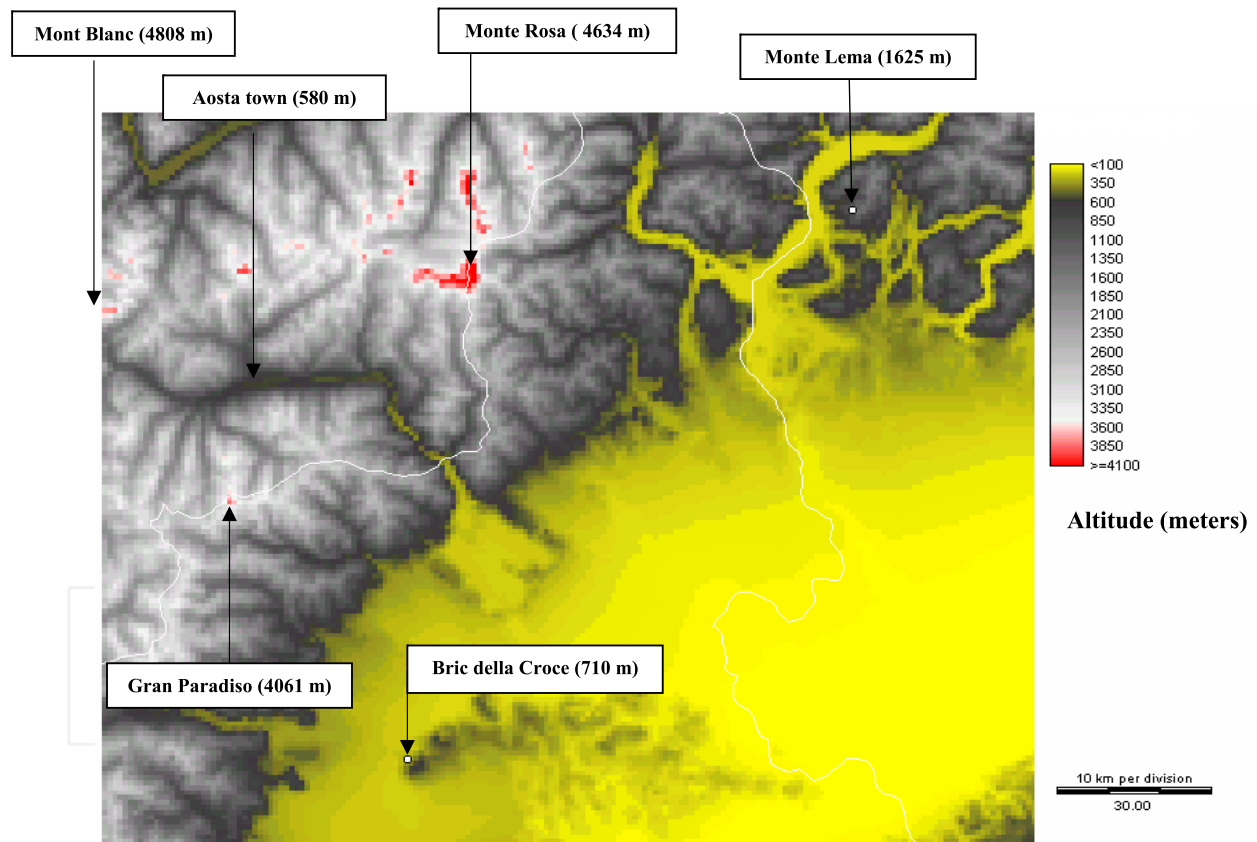 Mont Blanc (4808 m)
Monte Rosa ( 4634 m)
Monte Lema (1625 m)
Aosta town (580 m)
<100
350
600
850
1100
1350
1600
1850
2100
2350
2600
2850
3100
3350
3600
3850
>=4100
Altitude (meters)
Gran Paradiso (4061 m)
Bric della Croce (710 m)
10 km per division
30.00